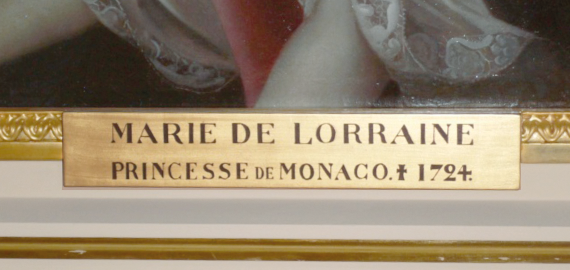 MARIE DE LORRAINE
PRINCESSE DE MONACO. ✝ 1724.